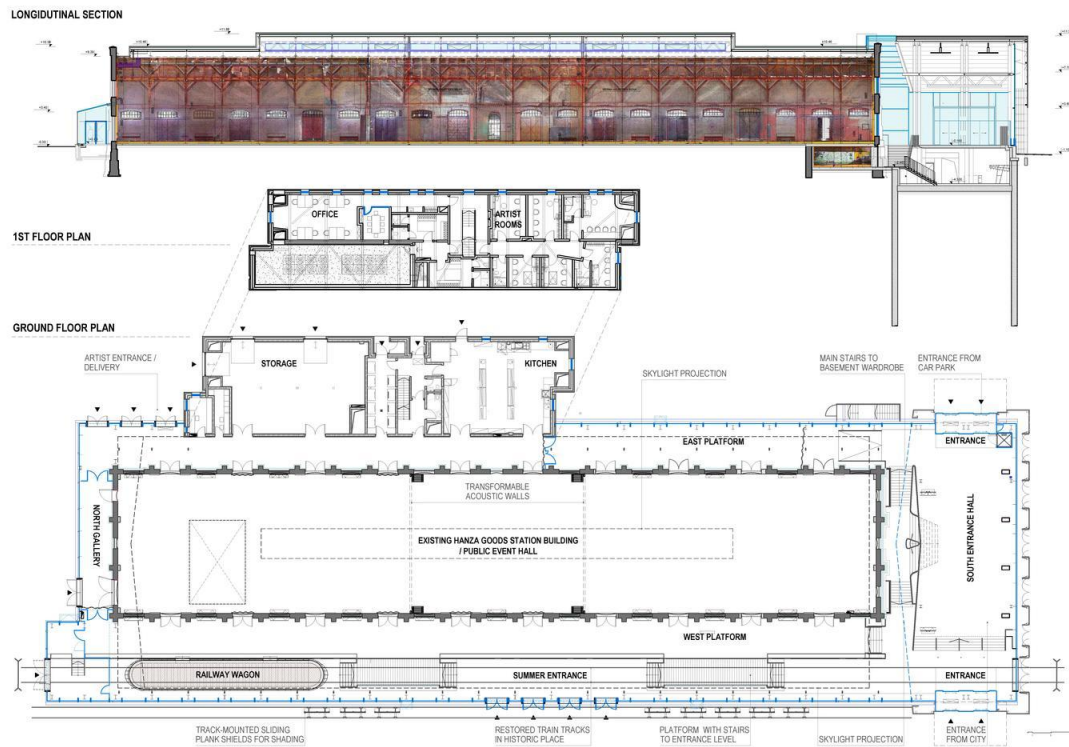 LONGIDUTINAL SECTION
OFFICE
ARTIST
ROOMS
1ST FLOOR PLAN
GROUND FLOOR PLAN
ARTIST ENTRANCE /
DELIVERY
STORAGE
KITCHEN
SKYLIGHT PROJECTION
MAIN STAIRS TO
BASEMENT WARDROBE
ENTRANCE FROM
CAR PARK
EAST PLATFORM
ENTRANCE
TRANSFORMABLE
ACOUSTIC WALLS
NORTH GALLERY
EXISTING HANZA GOODS STATION BUILDING
/ PUBLIC EVENT HALL
SOUTH ENTRANCE HALL
WEST PLATFORM
RAILWAY WAGON
SUMMER ENTRANCE
ENTRANCE
TRACK-MOUNTED SLIDING
PLANK SHIELDS FOR SHADING
RESTORED TRAIN TRACKS
IN HISTORIC PLACE
PLATFORM WITH STAIRS
TO ENTRANCE LEVEL
SKYLIGHT PROJECTION
ENTRANCE
FROM CITY